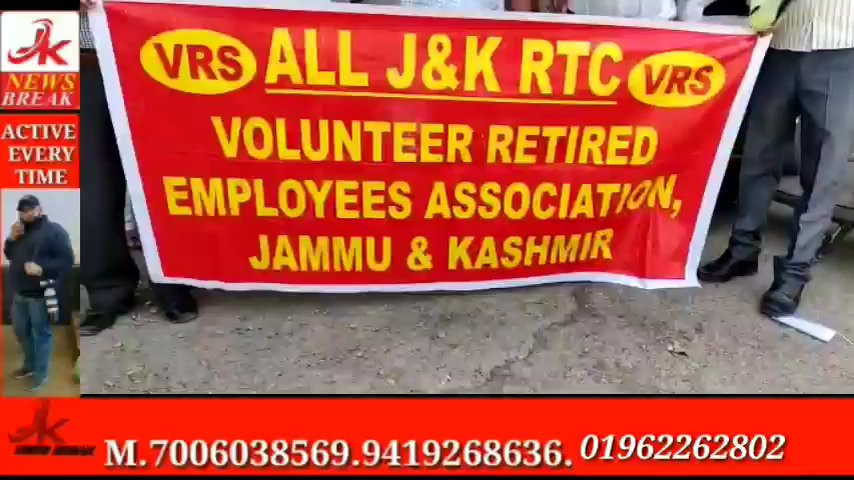 JK
NEWS
BREAK
ACTIVE
EVERY
TIME
VRS ALL J&K RTC VRS
VOLUNTEER RETIRED
EMPLOYEES ASSOCIATION,
JAMMU & KASHMIR
JK
M.7006038569.9419268636. 01962262802